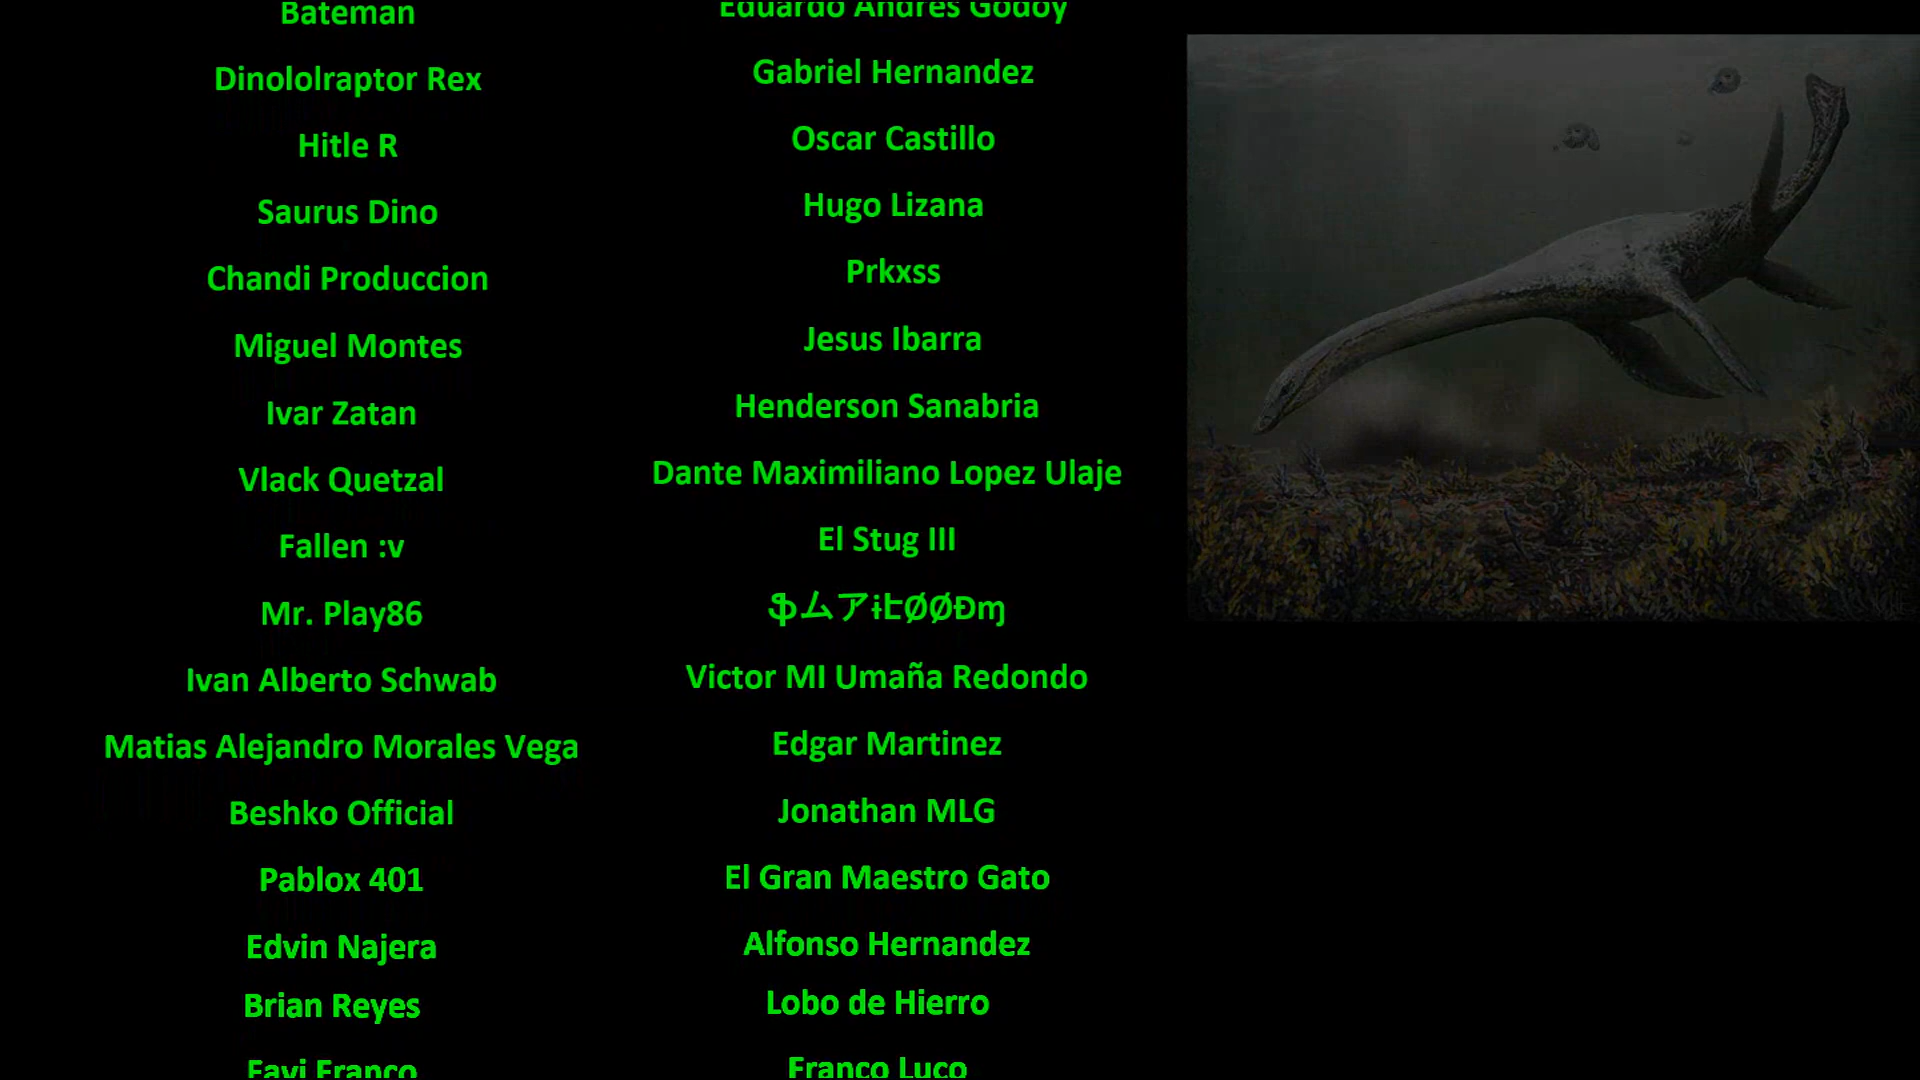 Bateman
Dinololraptor Rex
Hitle R
Saurus Dino
Chandi Produccion
Miguel Montes
Ivar Zatan
Vlack Quetzal
Fallen :v
Mr. Play86
Ivan Alberto Schwab
Matias Alejandro Morales Vega
Beshko Official
Pablox 401
Edvin Najera
Brian Reyes
Favi Franco
Eduardo Andres Godoy
Gabriel Hernandez
Oscar Castillo
Hugo Lizana
Prkxss
Jesus Ibarra
Henderson Sanabria
Dante Maximiliano Lopez Ulaje
El Stug III
Victor MI Umaña Redondo
Edgar Martinez
Jonathan MLG
El Gran Maestro Gato
Alfonso Hernandez
Lobo de Hierro
Franco Luco